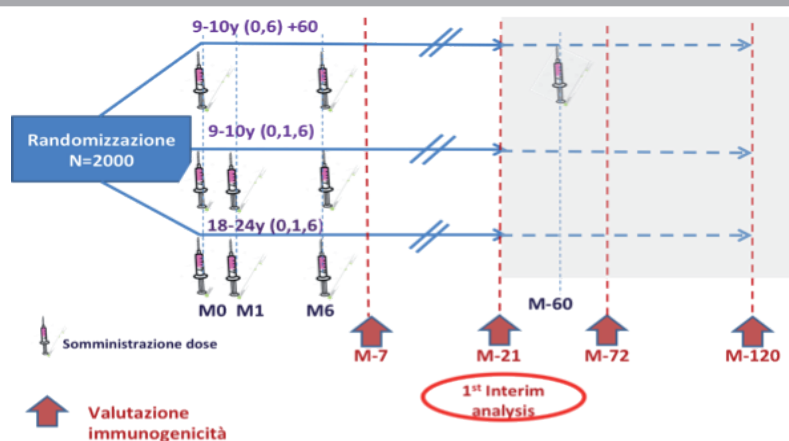 9-10y (0,6) +60
Randomizzazione
N=2000
9-10y (0,1,6)
18-24y (0,1,6)
M0 M1 M6
M-60
Somministrazione dose
M-7 M-21 M-72 M-120
1st Interim
analysis
Valutazione
immunogenicità